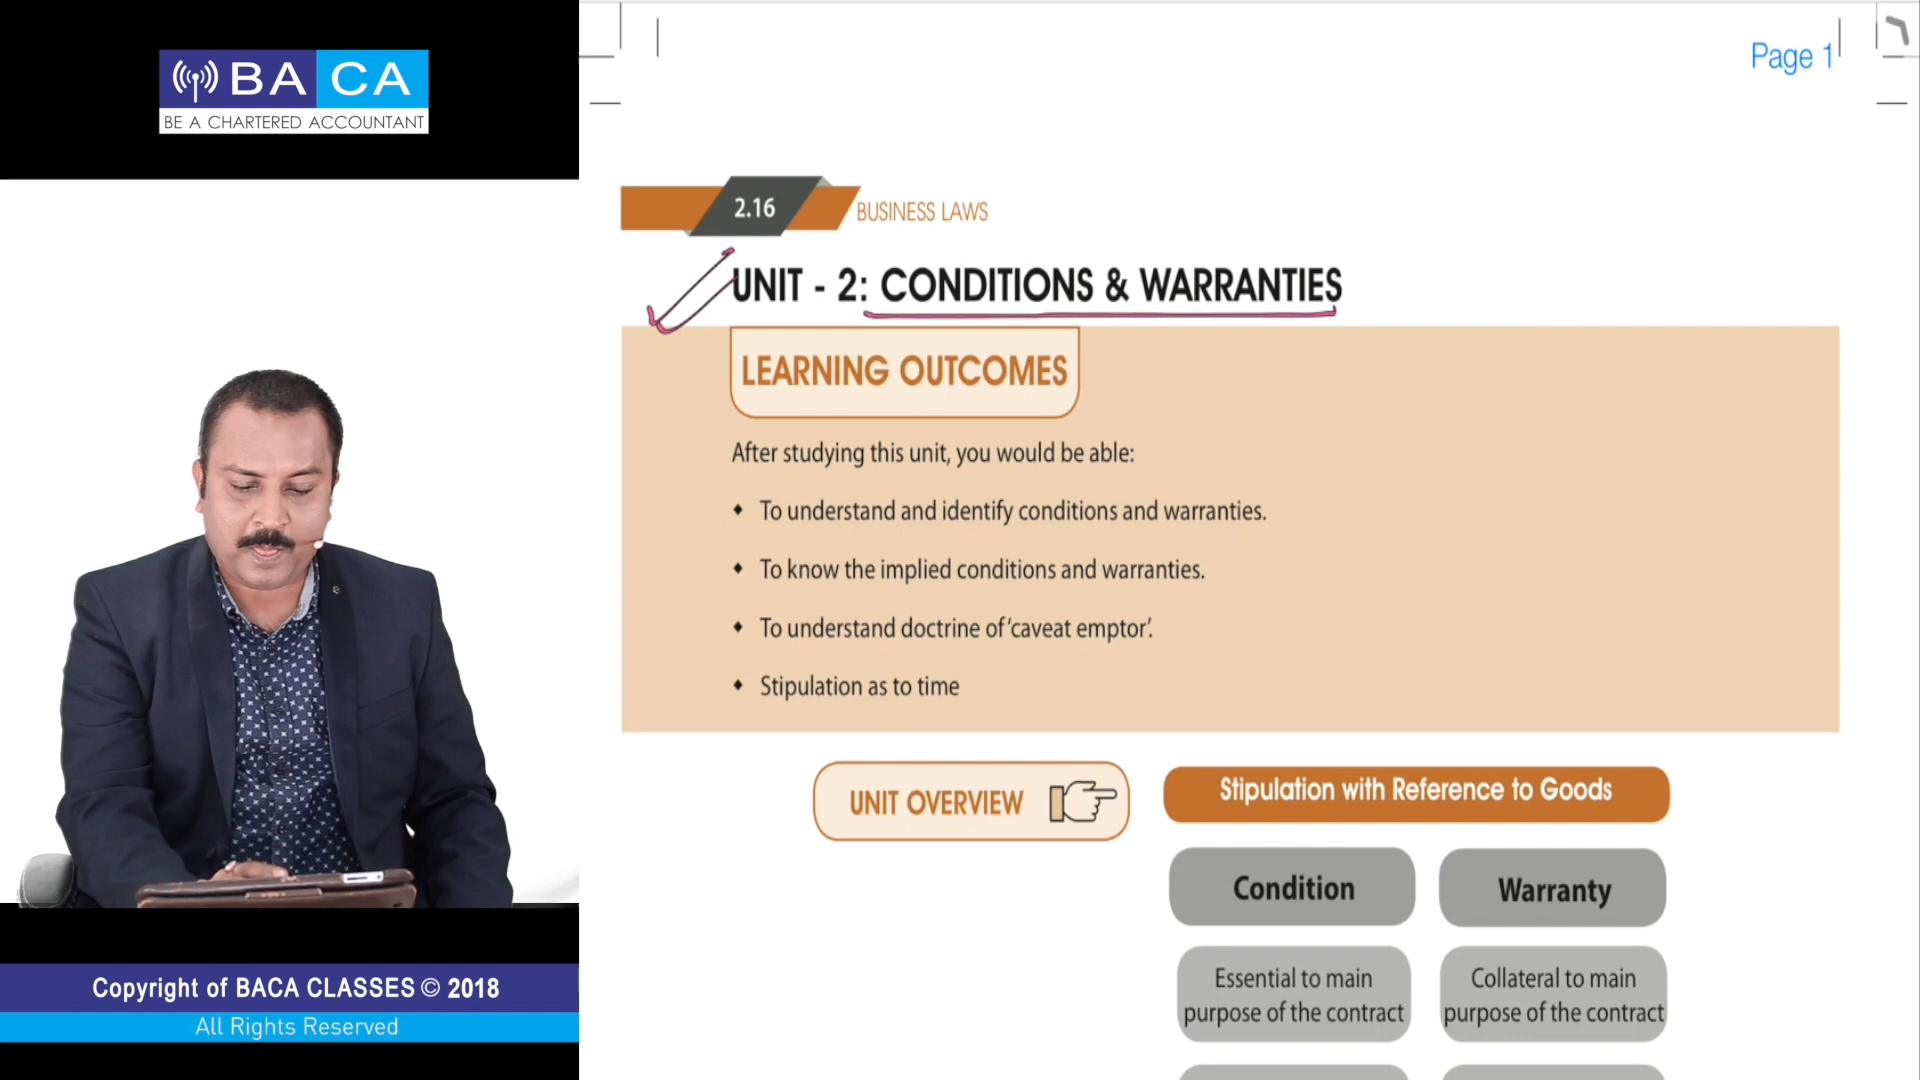 BA CA
BE A CHARTERED ACCOUNTANT
Page 1
2.16
BUSINESS LAWS
UNIT - 2: CONDITIONS & WARRANTIES
LEARNING OUTCOMES
After studying this unit, you would be able:
♦ To understand and identify conditions and warranties.
♦ To know the implied conditions and warranties.
♦ To understand doctrine of ‘caveat emptor’.
♦ Stipulation as to time
UNIT OVERVIEW
Stipulation with Reference to Goods
Condition
Warranty
Essential to main
purpose of the contract
Collateral to main
purpose of the contract
Copyright of BACA CLASSES © 2018
All Rights Reserved